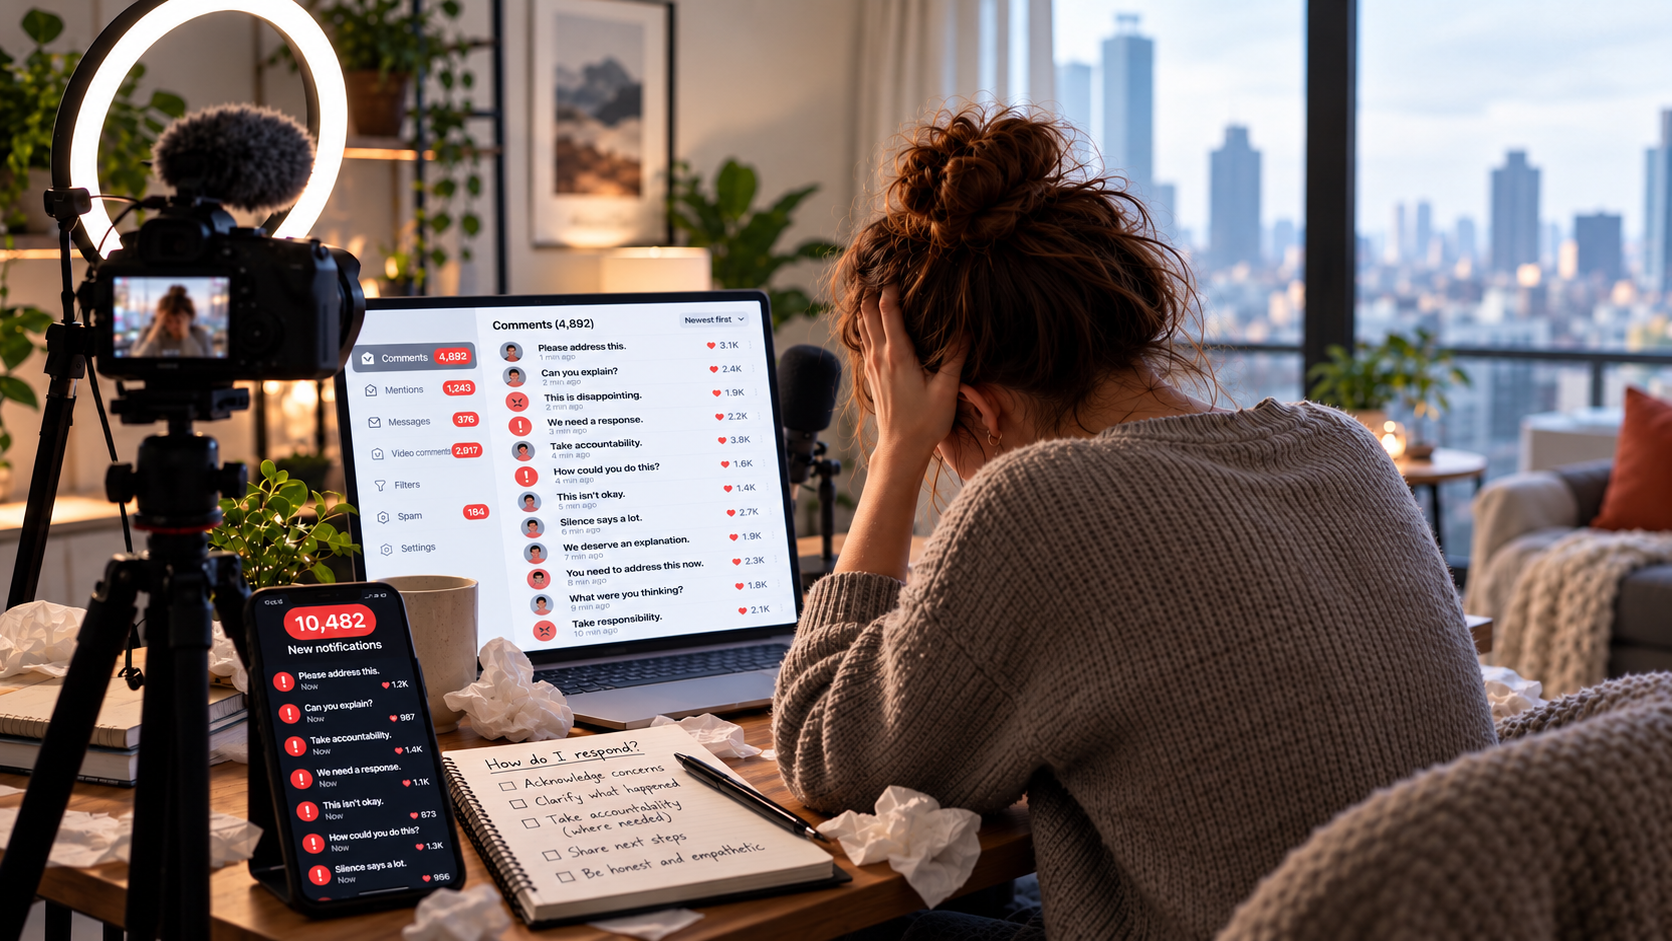 Comments 4,892
Mentions 1,243
Messages 376
Video comments 2,917
Filters
Spam 184
Settings
Comments (4,892)
Newest first
Please address this.
1 min ago
3.1K
Can you explain?
2 min ago
2.4K
This is disappointing.
2 min ago
1.9K
We need a response.
3 min ago
2.2K
Take accountability.
4 min ago
3.8K
How could you do this?
4 min ago
1.6K
This isn't okay.
5 min ago
1.4K
Silence says a lot.
6 min ago
2.7K
We deserve an explanation.
7 min ago
1.9K
You need to address this now.
8 min ago
2.3K
What were you thinking?
9 min ago
1.8K
Take responsibility.
10 min ago
2.1K
10,482
New notifications
Please address this.
Now
1.2K
Can you explain?
Now
987
Take accountability.
Now
1.4K
We need a response.
Now
1.1K
This isn't okay.
Now
873
How could you do this?
Now
1.3K
Silence says a lot.
Now
956
How do I respond?
Acknowledge concerns
Clarify what happened
Take accountability
(where needed)
Share next steps
Be honest and empathetic